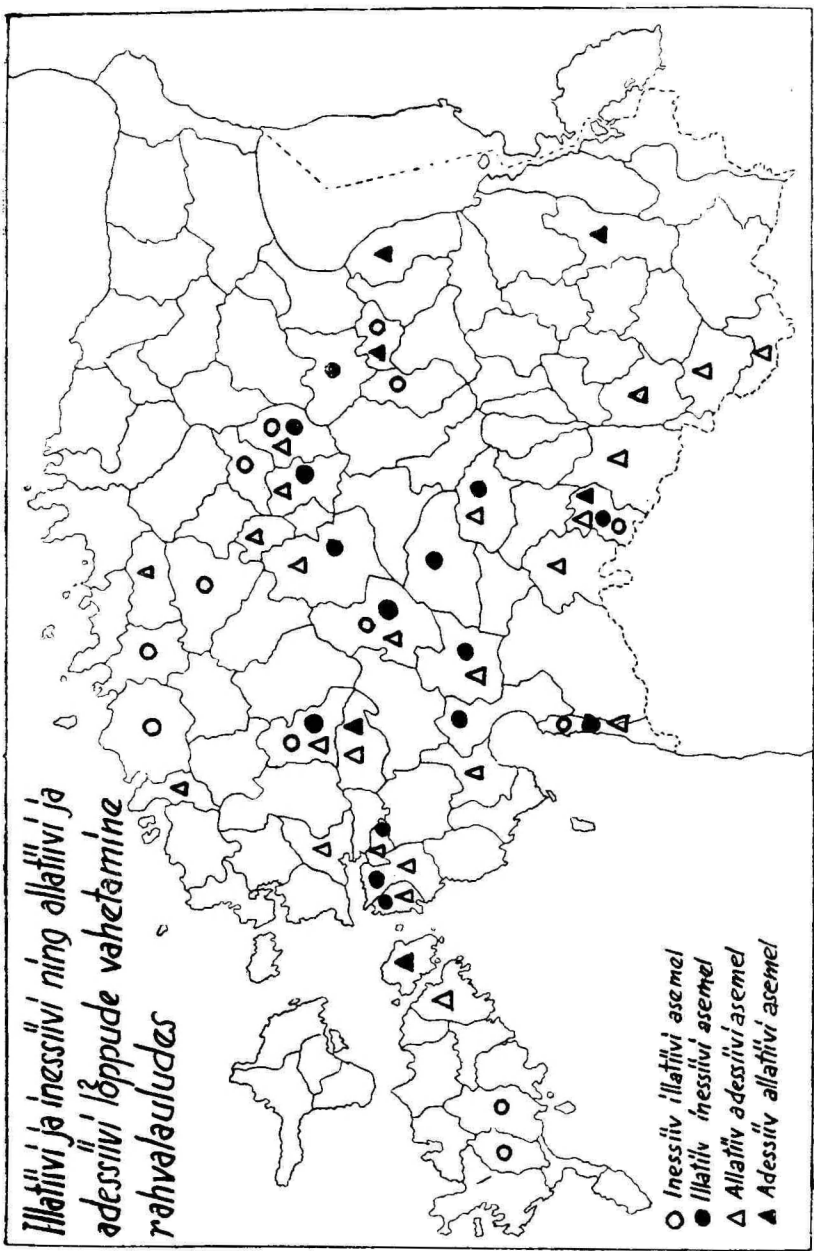 Illatiivi ja inessiivi ning allatiivi ja
adessiivi lõppude vahetamine
rahvalauludes
Inessiiv illatiivi asemel
Illatiiv inessiivi asemel
Allatiiv adessiivi asemel
Adessiiv allatiivi asemel